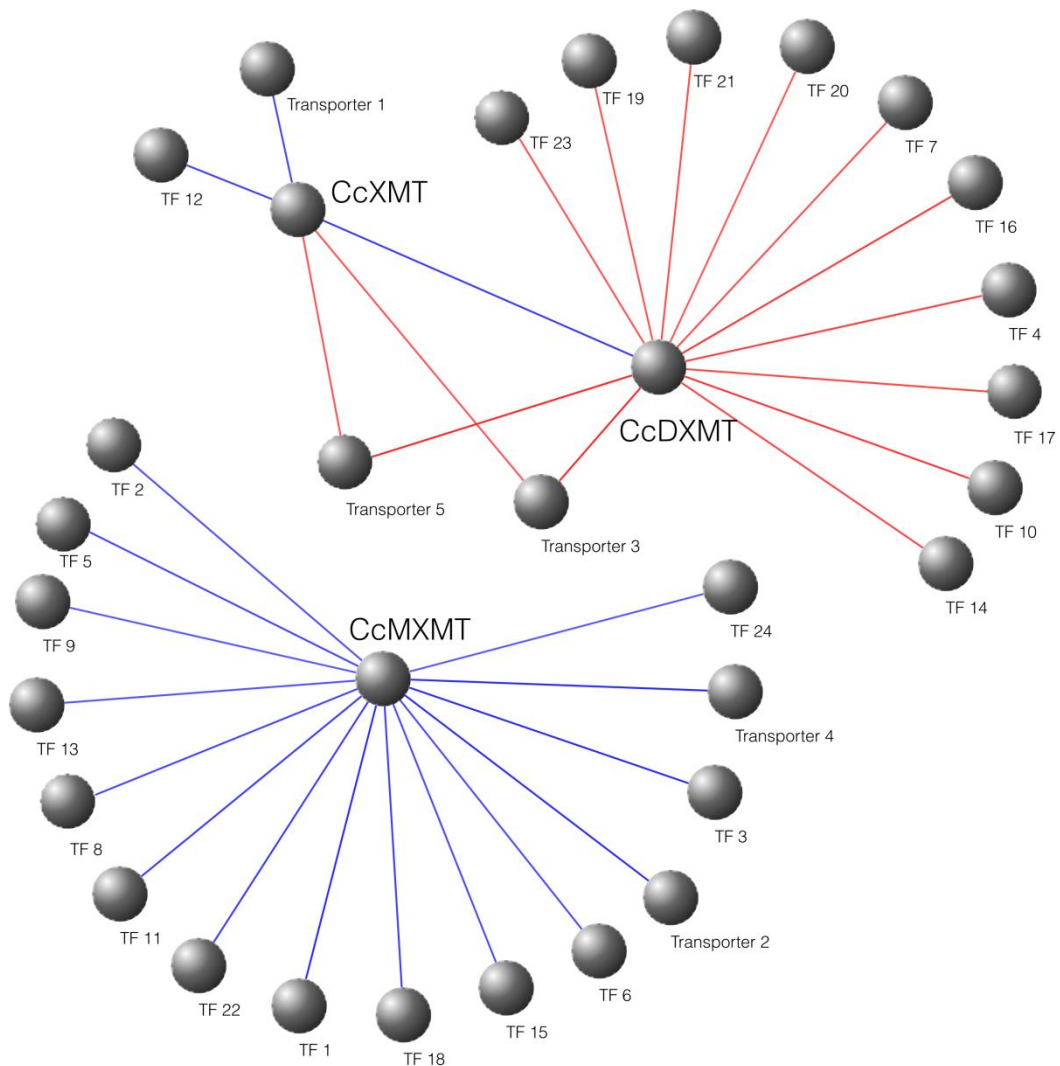 TF 21
TF 20
TF 19
Transporter 1
TF 23
TF 7
CcXMT
TF 12
TF 16
TF 4
CcDXMT
TF 17
TF 2
Transporter 5
TF 10
Transporter 3
TF 5
TF 14
CcMXMT
TF 24
TF 9
Transporter 4
TF 13
TF 3
TF 8
TF 11
Transporter 2
TF 6
TF 22
TF 15
TF 1
TF 18